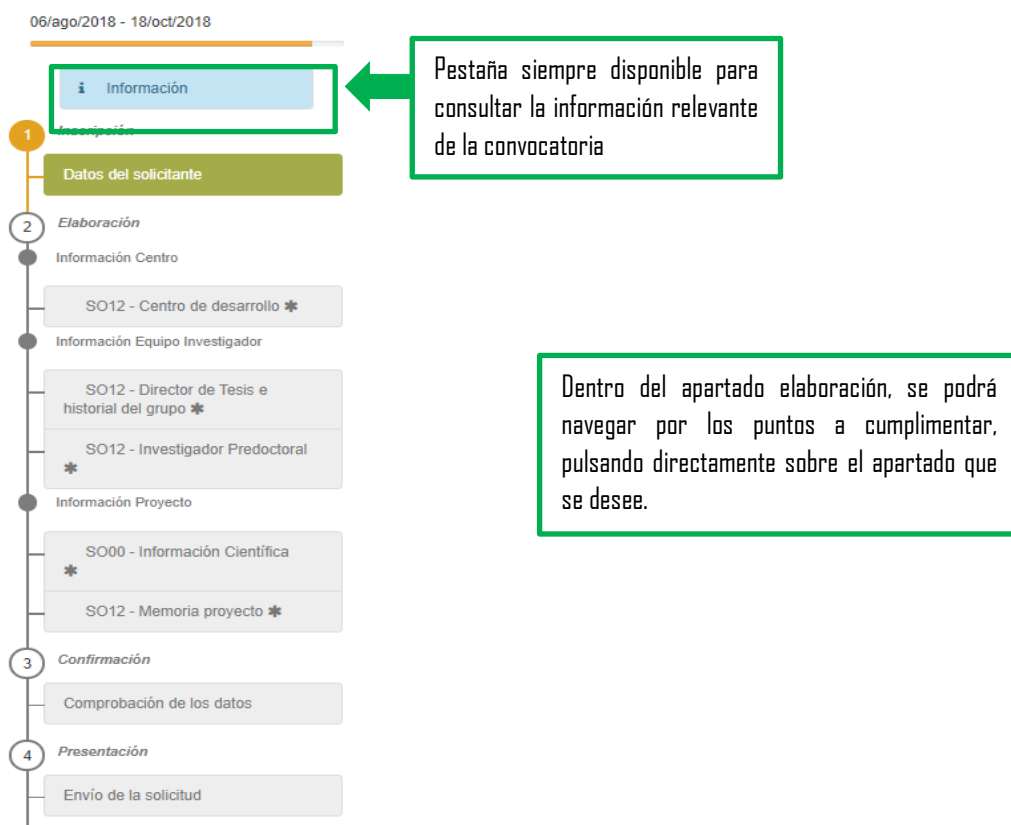 06/ago/2018 - 18/oct/2018
i Información
Pestaña siempre disponible para
consultar la información relevante
de la convocatoria
1 Inscripción
Datos del solicitante
2 Elaboración
Información Centro
SO12 - Centro de desarrollo ✱
Información Equipo Investigador
SO12 - Director de Tesis e
historial del grupo ✱
SO12 - Investigador Predoctoral
✱
Dentro del apartado elaboración, se podrá
navegar por los puntos a cumplimentar,
pulsando directamente sobre el apartado que
se desee.
Información Proyecto
SO00 - Información Científica
✱
SO12 - Memoria proyecto ✱
3 Confirmación
Comprobación de los datos
4 Presentación
Envío de la solicitud